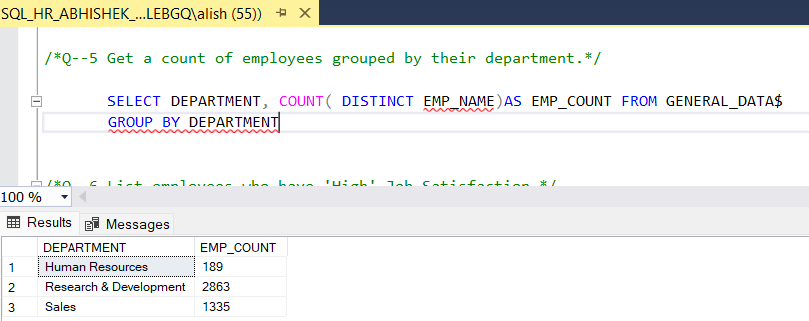 SQL_HR_ABHISHEK_...LEBGQ\alish (55))
/*Q--5 Get a count of employees grouped by their department.*/
SELECT DEPARTMENT, COUNT( DISTINCT EMP_NAME)AS EMP_COUNT FROM GENERAL_DATA$
GROUP BY DEPARTMENT
/*Q--6 List employees who have 'High' Job Satisfaction.*/
100 %
Results Messages
DEPARTMENT EMP_COUNT
1 Human Resources 189
2 Research & Development 2863
3 Sales 1335